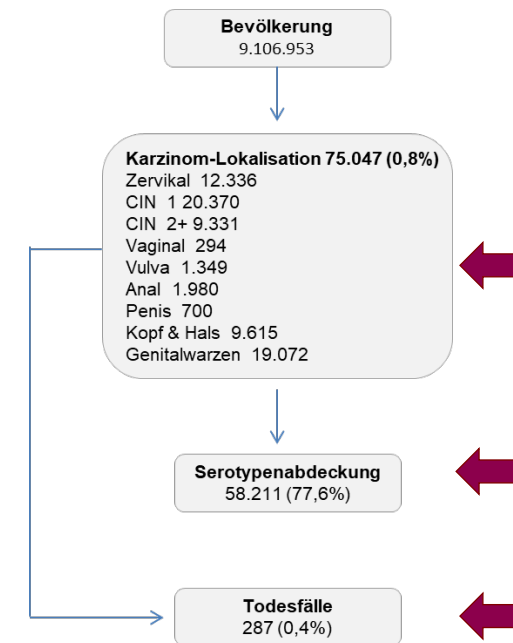 Bevölkerung
9.106.953
Karzinom-Lokalisation 75.047 (0,8%)
Zervikal 12.336
CIN 1 20.370
CIN 2+ 9.331
Vaginal 294
Vulva 1.349
Anal 1.980
Penis 700
Kopf & Hals 9.615
Genitalwarzen 19.072
Serotypenabdeckung
58.211 (77,6%)
Todesfälle
287 (0,4%)